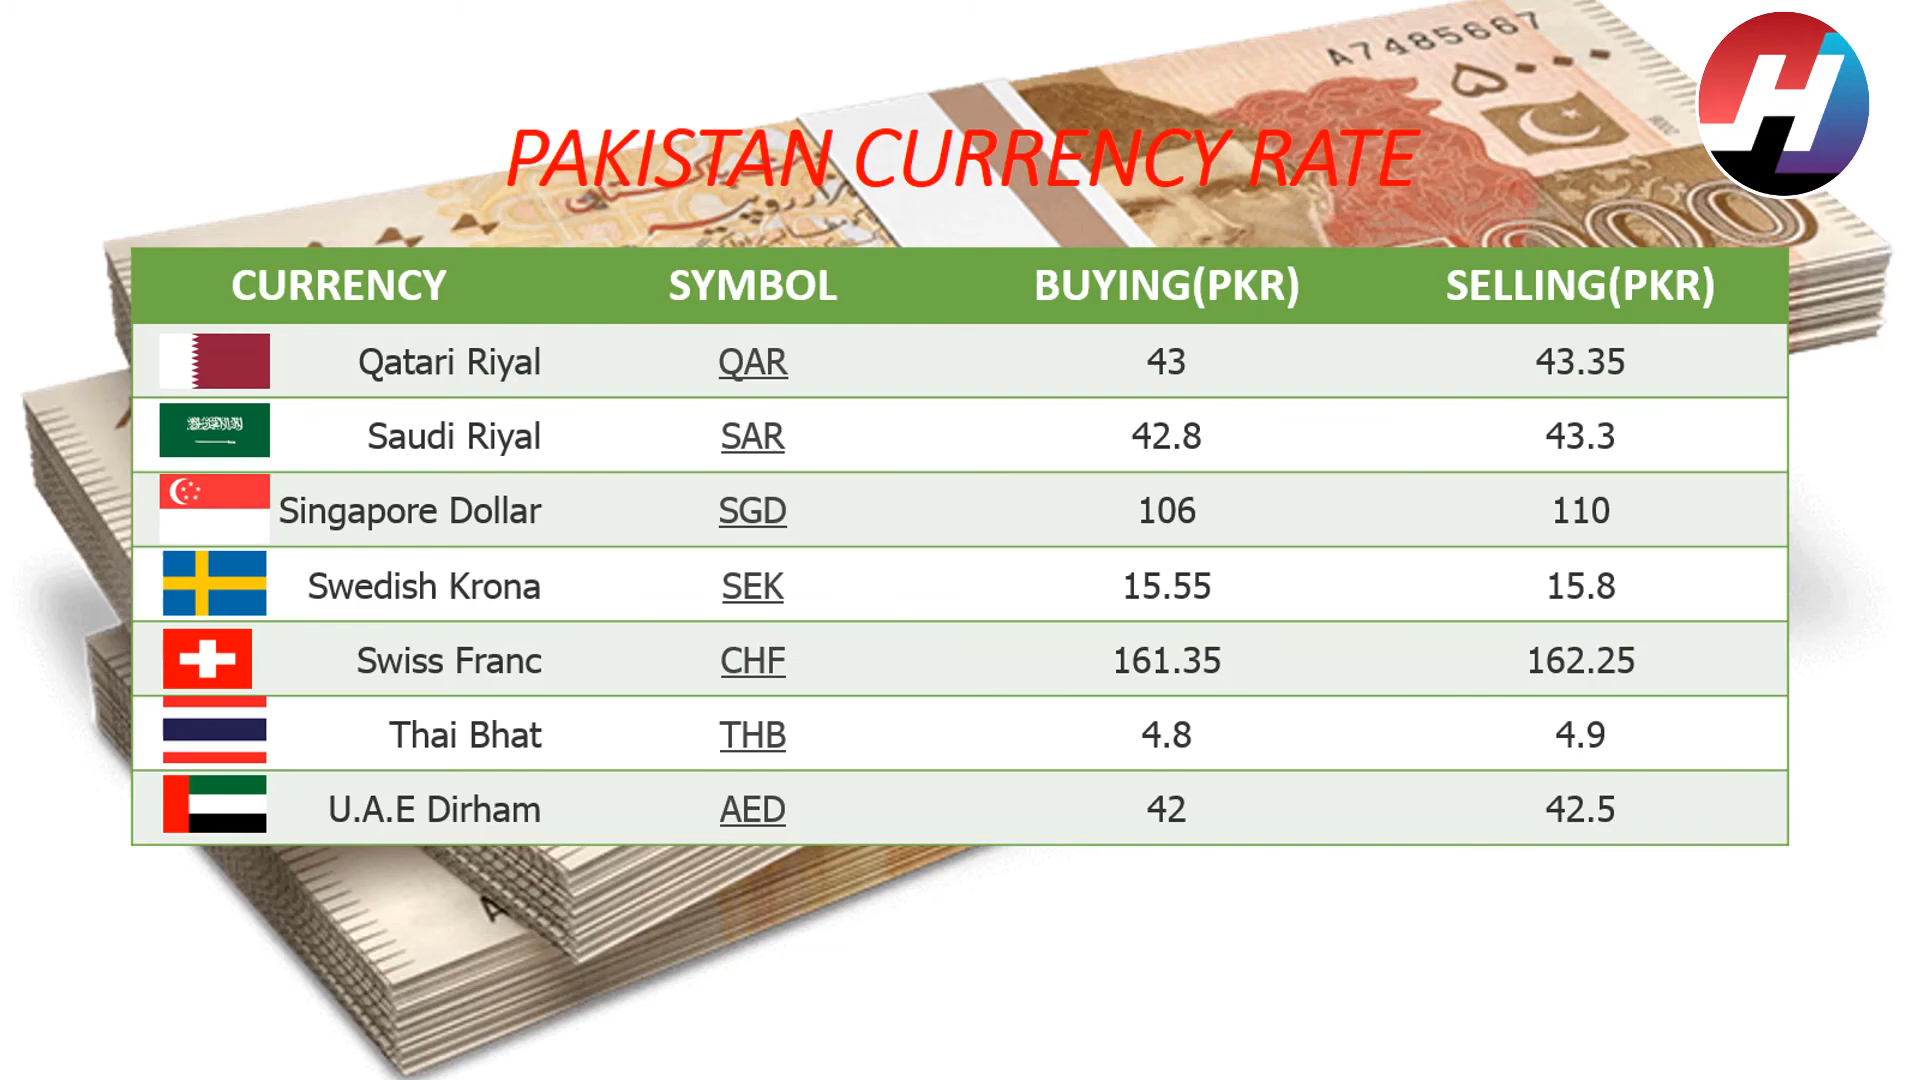 A7485667
۵۰۰۰
PAKISTAN CURRENCY RATE
CURRENCY SYMBOL BUYING(PKR) SELLING(PKR)
Qatari Riyal QAR 43 43.35
Saudi Riyal SAR 42.8 43.3
Singapore Dollar SGD 106 110
Swedish Krona SEK 15.55 15.8
Swiss Franc CHF 161.35 162.25
Thai Bhat THB 4.8 4.9
U.A.E Dirham AED 42 42.5